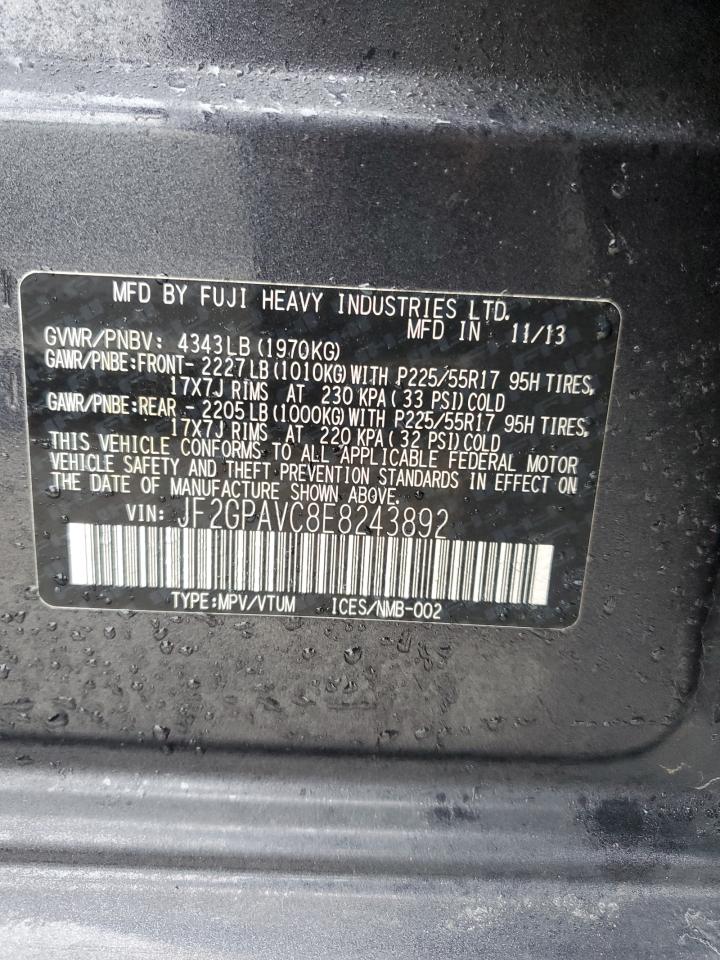 MFD BY FUJI HEAVY INDUSTRIES LTD.
MFD IN 11/13
GVWR/PNBV: 4343LB (1970KG)
GAWR/PNBE:FRONT- 2227LB (1010KG) WITH P225/55R17 95H TIRES,
17X7J RIMS AT 230 KPA ( 33 PSI) COLD
GAWR/PNBE:REAR - 2205LB (1000KG) WITH P225/55R17 95H TIRES,
17X7J RIMS AT 220 KPA (32 PSI) COLD
THIS VEHICLE CONFORMS TO ALL APPLICABLE FEDERAL MOTOR
VEHICLE SAFETY AND THEFT PREVENTION STANDARDS IN EFFECT ON
THE DATE OF MANUFACTURE SHOWN ABOVE.
VIN: JF2GPAVC8E8243892
TYPE:MPV/VTUM ICES/NMB-002